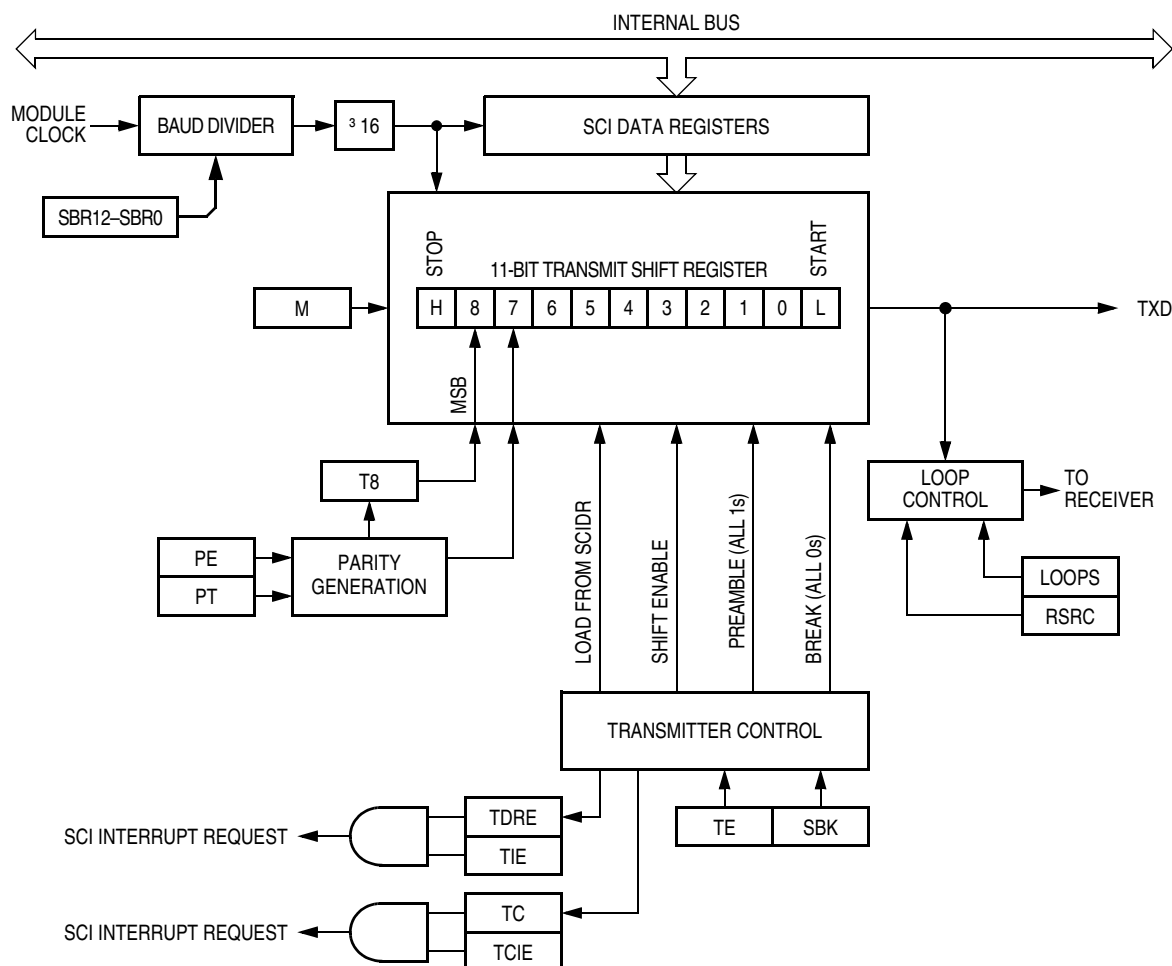 INTERNAL BUS
MODULE
CLOCK
BAUD DIVIDER
³ 16
SCI DATA REGISTERS
SBR12–SBR0
STOP
11-BIT TRANSMIT SHIFT REGISTER
START
M
H 8 7 6 5 4 3 2 1 0 L
TXD
MSB
T8
LOOP
CONTROL
TO
RECEIVER
PE
PT
PARITY
GENERATION
LOAD FROM SCIDR
SHIFT ENABLE
PREAMBLE (ALL 1s)
BREAK (ALL 0s)
LOOPS
RSRC
TRANSMITTER CONTROL
TE
SBK
SCI INTERRUPT REQUEST
TDRE
TIE
SCI INTERRUPT REQUEST
TC
TCIE